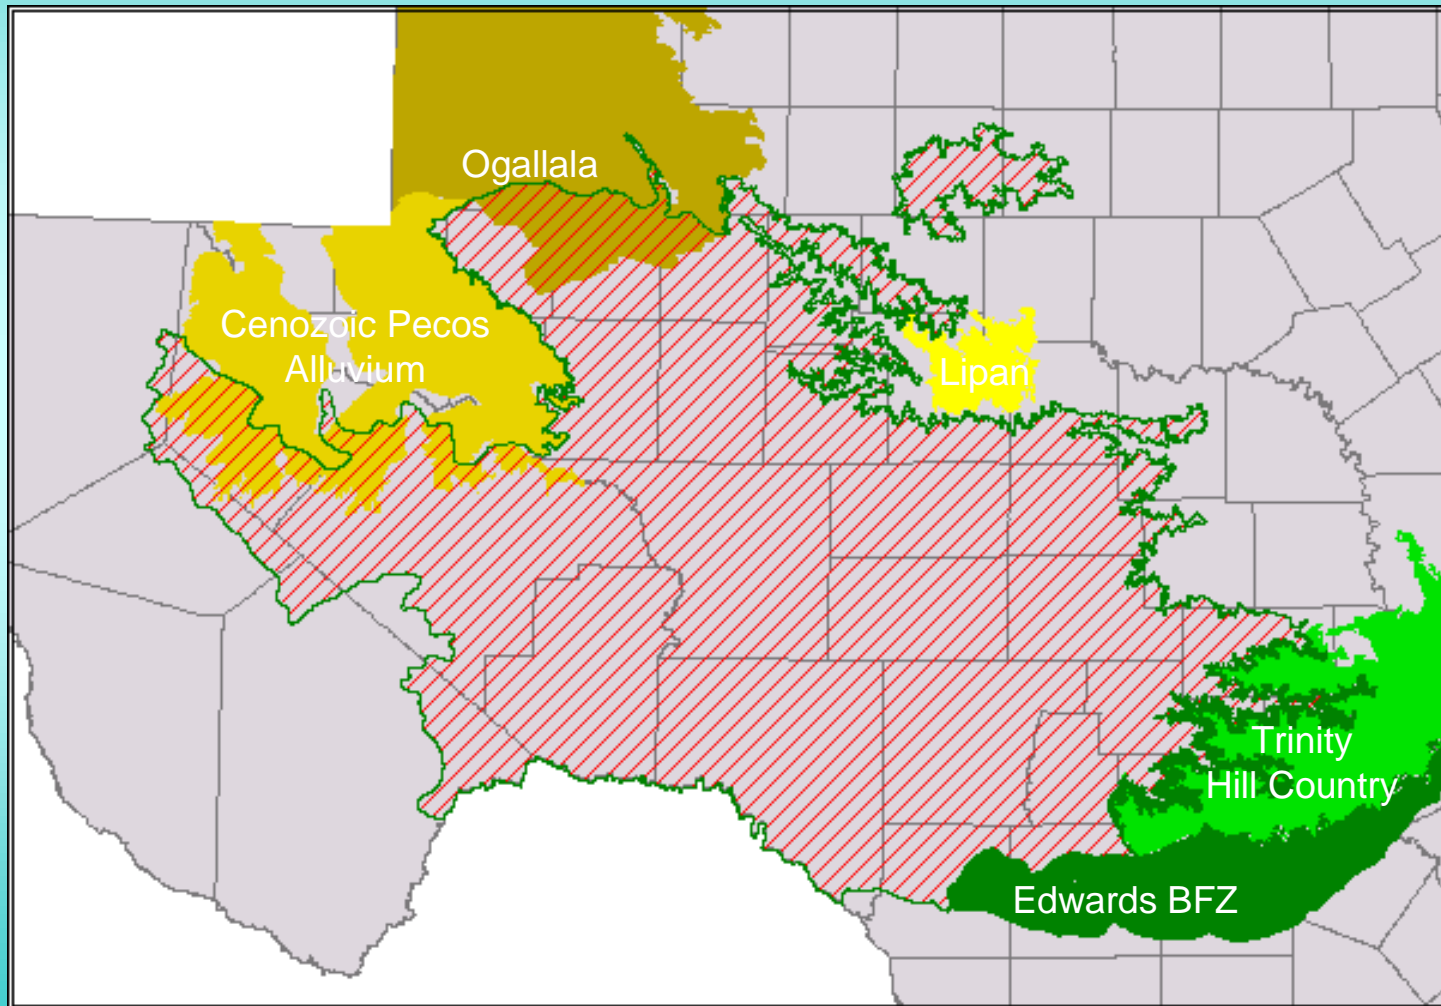 Ogallala
Cenozoic Pecos
Alluvium
Lipan
Trinity
Hill Country
Edwards BFZ